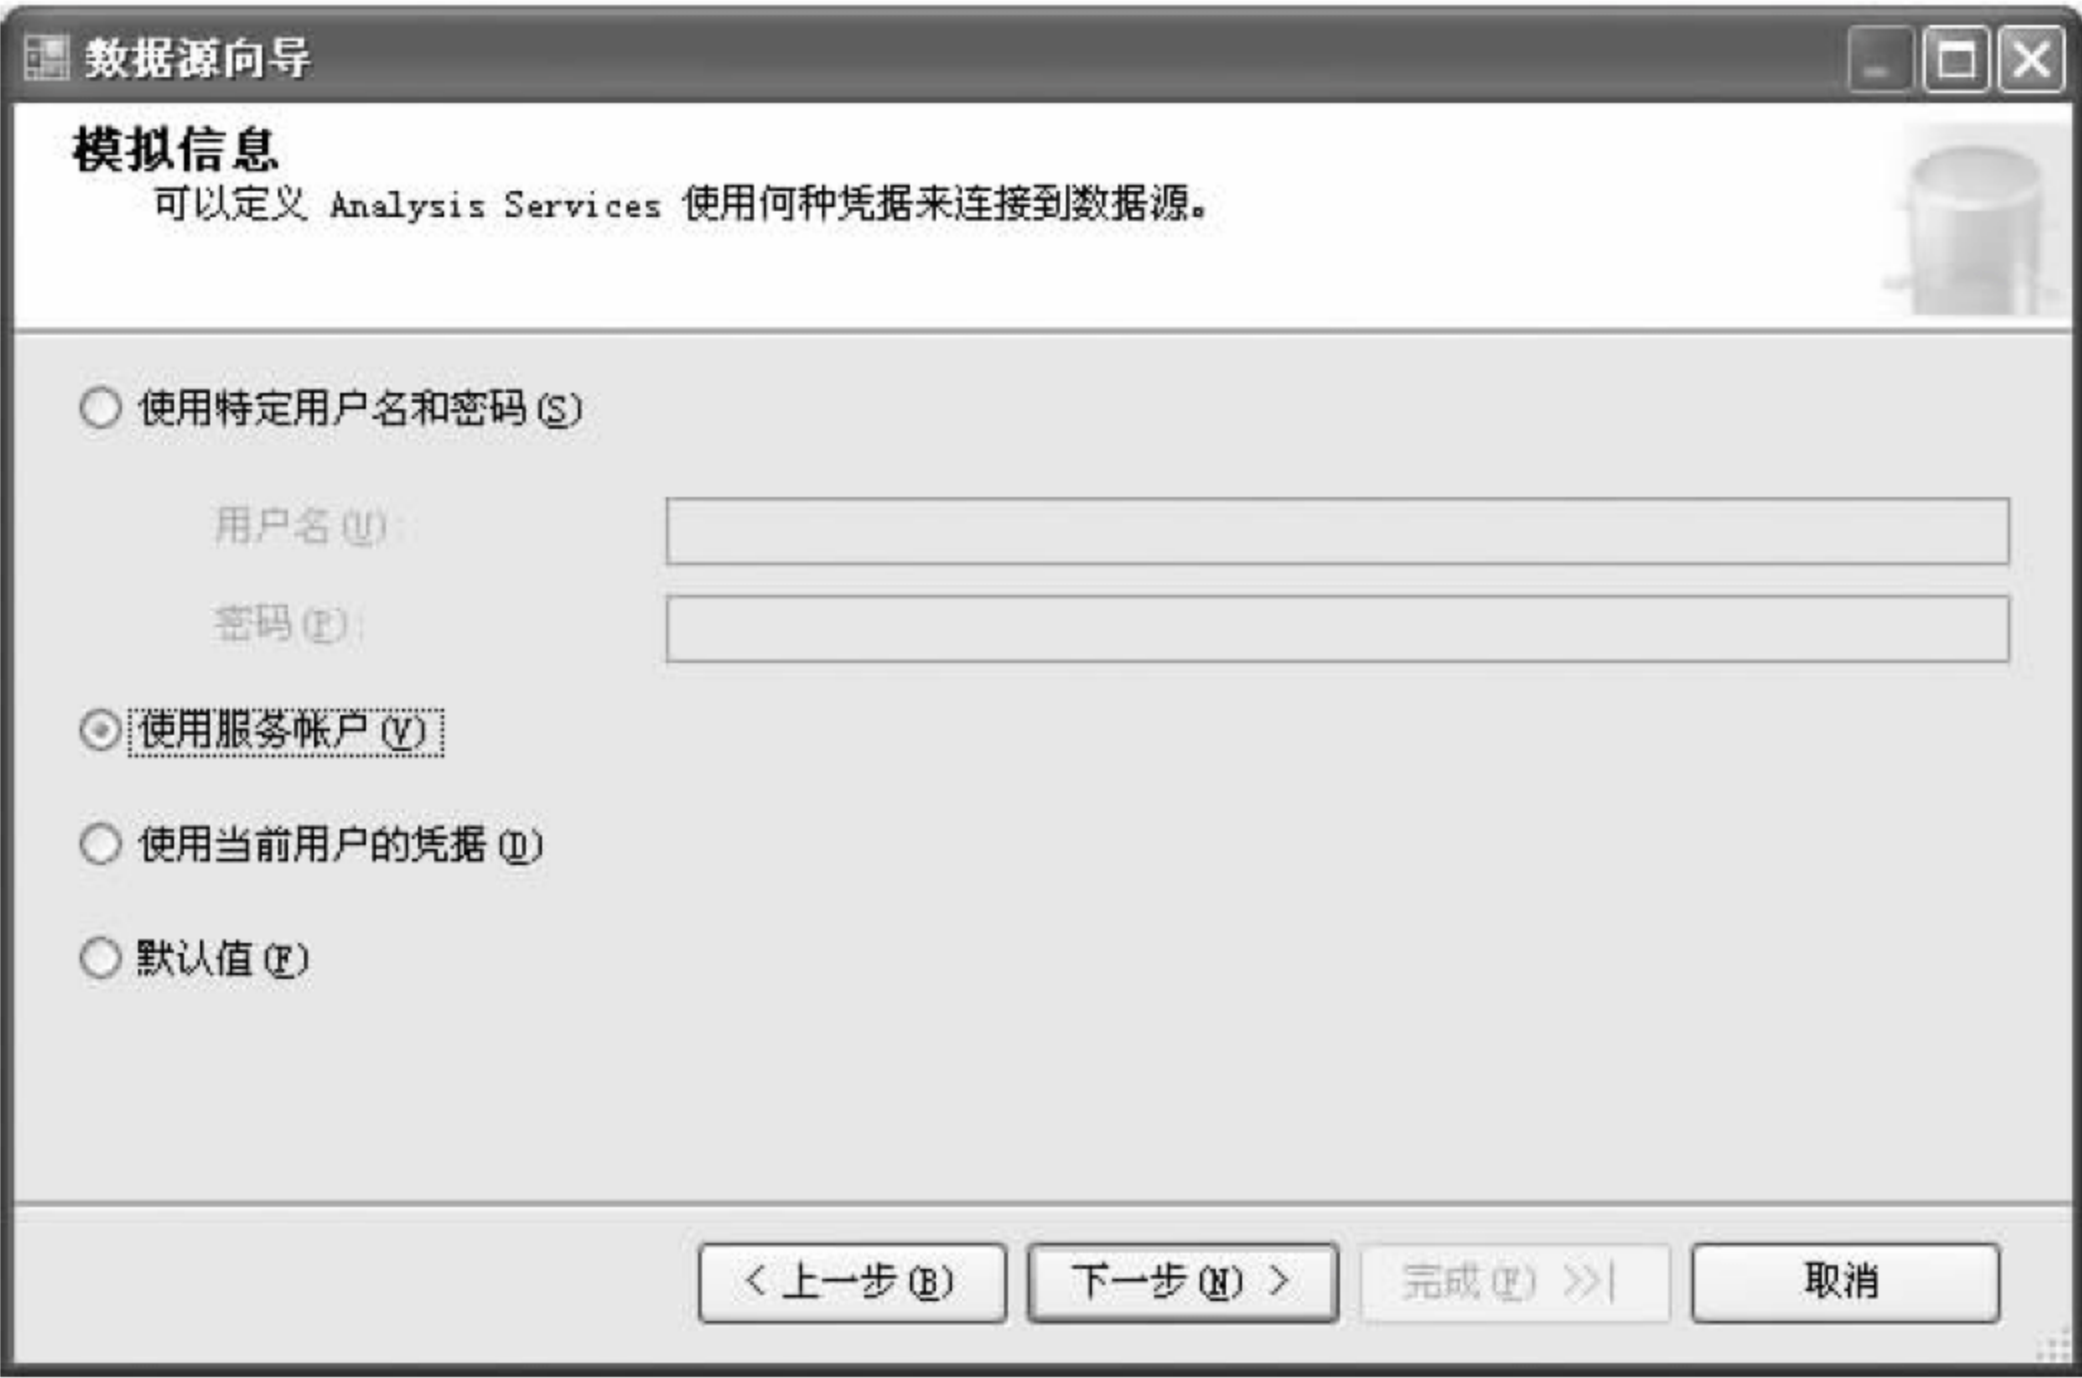 数据源向导
模拟信息
可以定义 Analysis Services 使用何种凭据来连接到数据源。
使用特定用户名和密码(S)
用户名(U):
密码(P):
使用服务帐户(V)
使用当前用户的凭据(D)
默认值(F)
< 上一步(B)
下一步(N) >
完成(F) >>|
取消